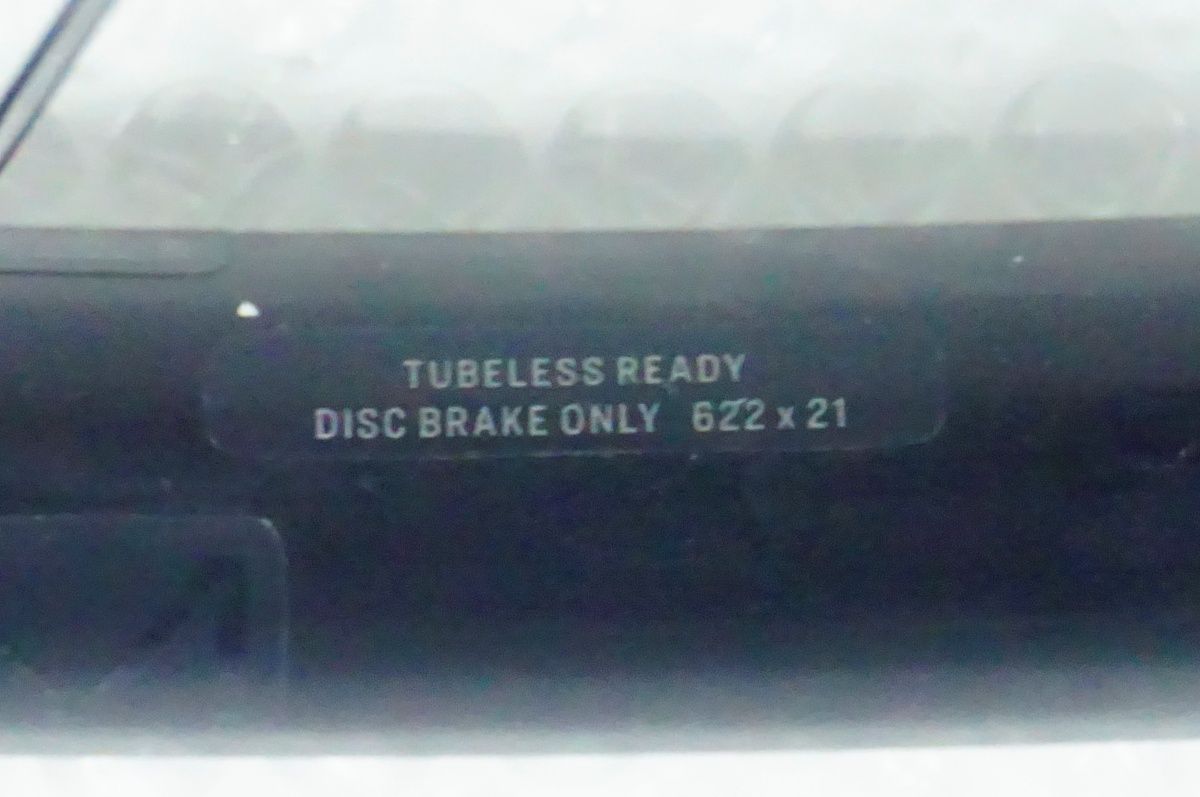 TUBELESS READY
DISC BRAKE ONLY 622 x 21